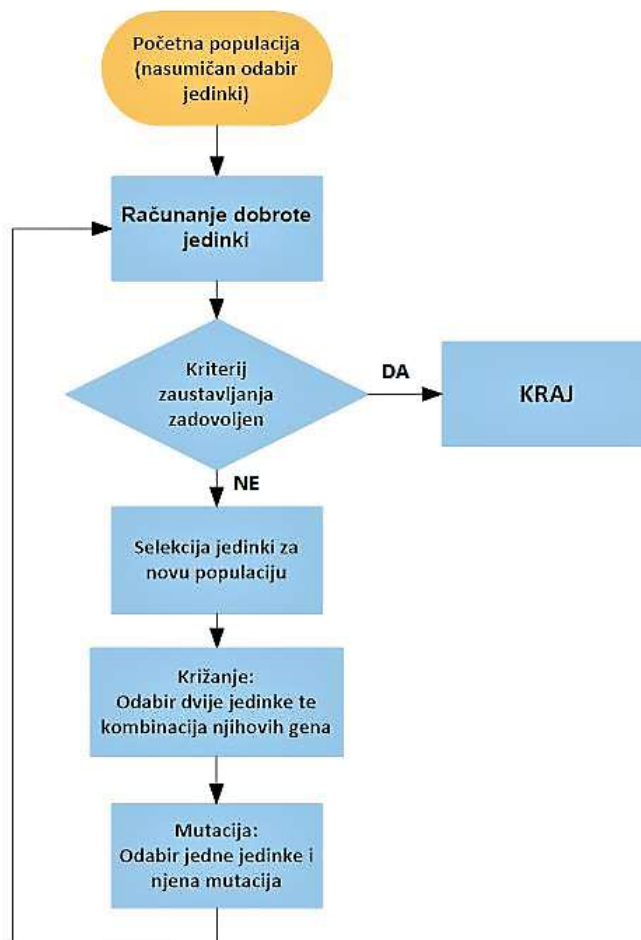 Početna populacija
(nasumičan odabir
jedinki)
Računanje dobrote
jedinki
Kriterij
zaustavljanja
zadovoljen
DA
KRAJ
NE
Selekcija jedinki za
novu populaciju
Križanje:
Odabir dvije jedinke te
kombinacija njihovih gena
Mutacija:
Odabir jedne jedinke i
njena mutacija